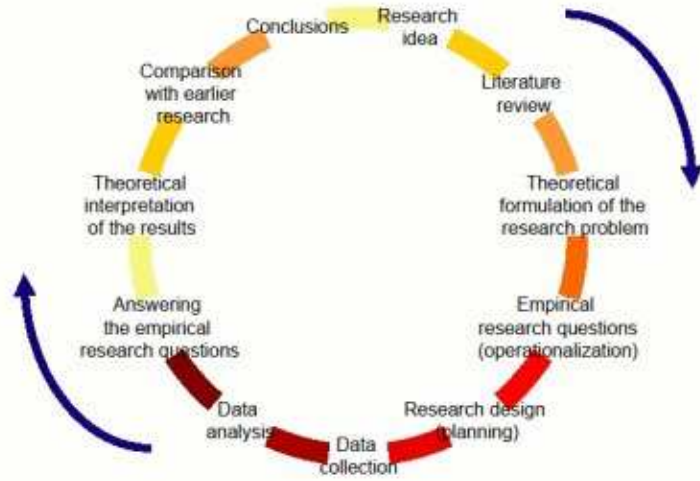 Research
idea
Literature
review
Theoretical
formulation of the
research problem
Empirical
research questions
(operationalization)
Research design
(planning)
Data
collection
Data
analysis
Answering
the empirical
research questions
Theoretical
interpretation
of the results
Comparison
with earlier
research
Conclusions